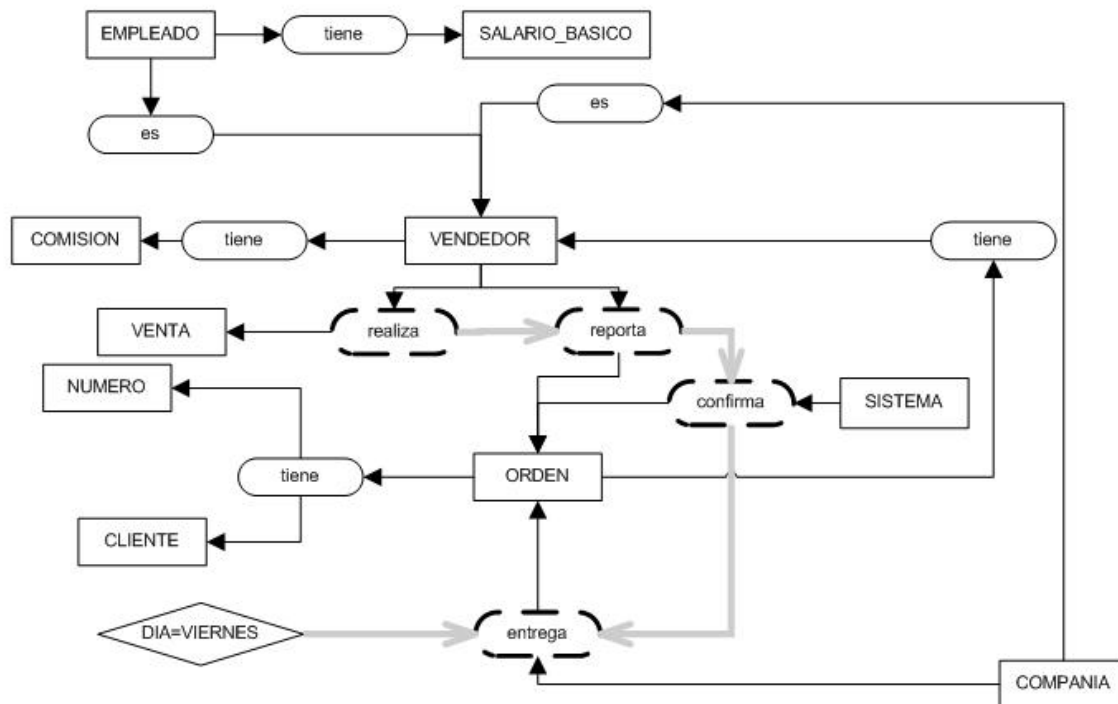 EMPLEADO
tiene
SALARIO_BASICO
es
es
COMISION
tiene
VENDEDOR
tiene
VENTA
realiza
reporta
NUMERO
confirma
SISTEMA
tiene
ORDEN
CLIENTE
DIA=VIERNES
entrega
COMPANIA